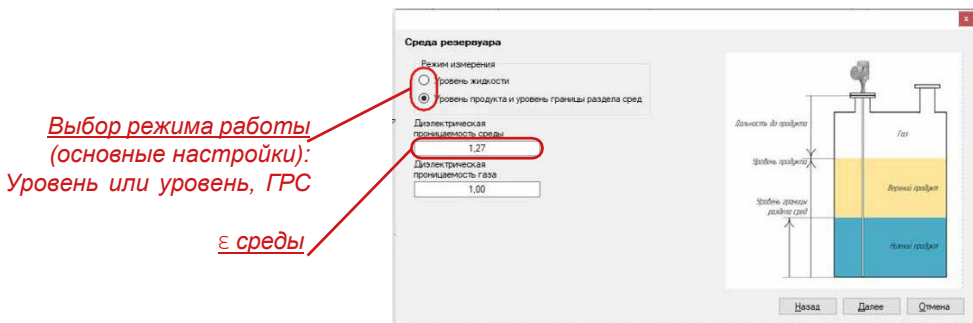 x
Среда резервуара
Режим измерения
Уровень жидкости
Уровень продукта и уровень границы раздела сред
Диэлектрическая
проницаемость среды
1,27
Диэлектрическая
проницаемость газа
1,00
Выбор режима работы
(основные настройки):
Уровень или уровень, ГРС
ε среды
Дальность до продукта
Газ
Уровень продукта
Верхний продукт
Уровень границы
раздела сред
Нижний продукт
Назад
Далее
Отмена